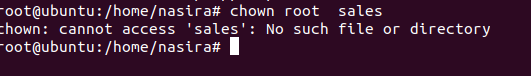 root@ubuntu:/home/nasira# chown root  sales
chown: cannot access 'sales': No such file or directory
root@ubuntu:/home/nasira#